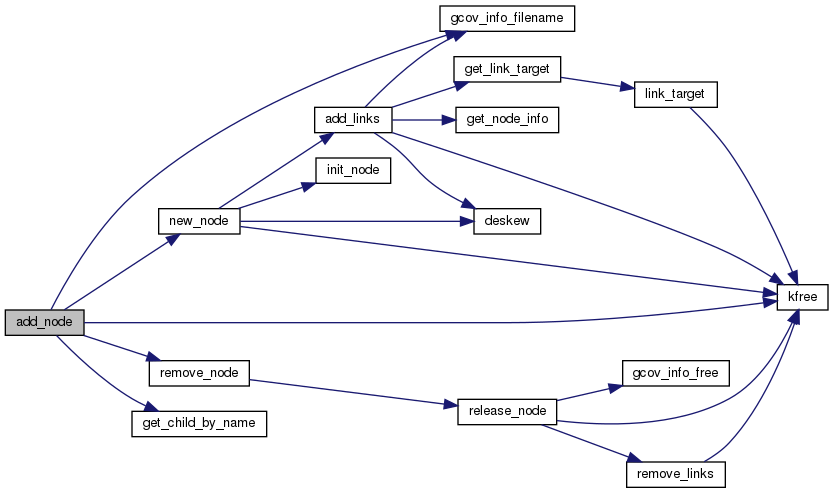 gcov_info_filename
get_link_target
link_target
add_links
get_node_info
init_node
new_node
deskew
kfree
add_node
remove_node
gcov_info_free
release_node
get_child_by_name
remove_links